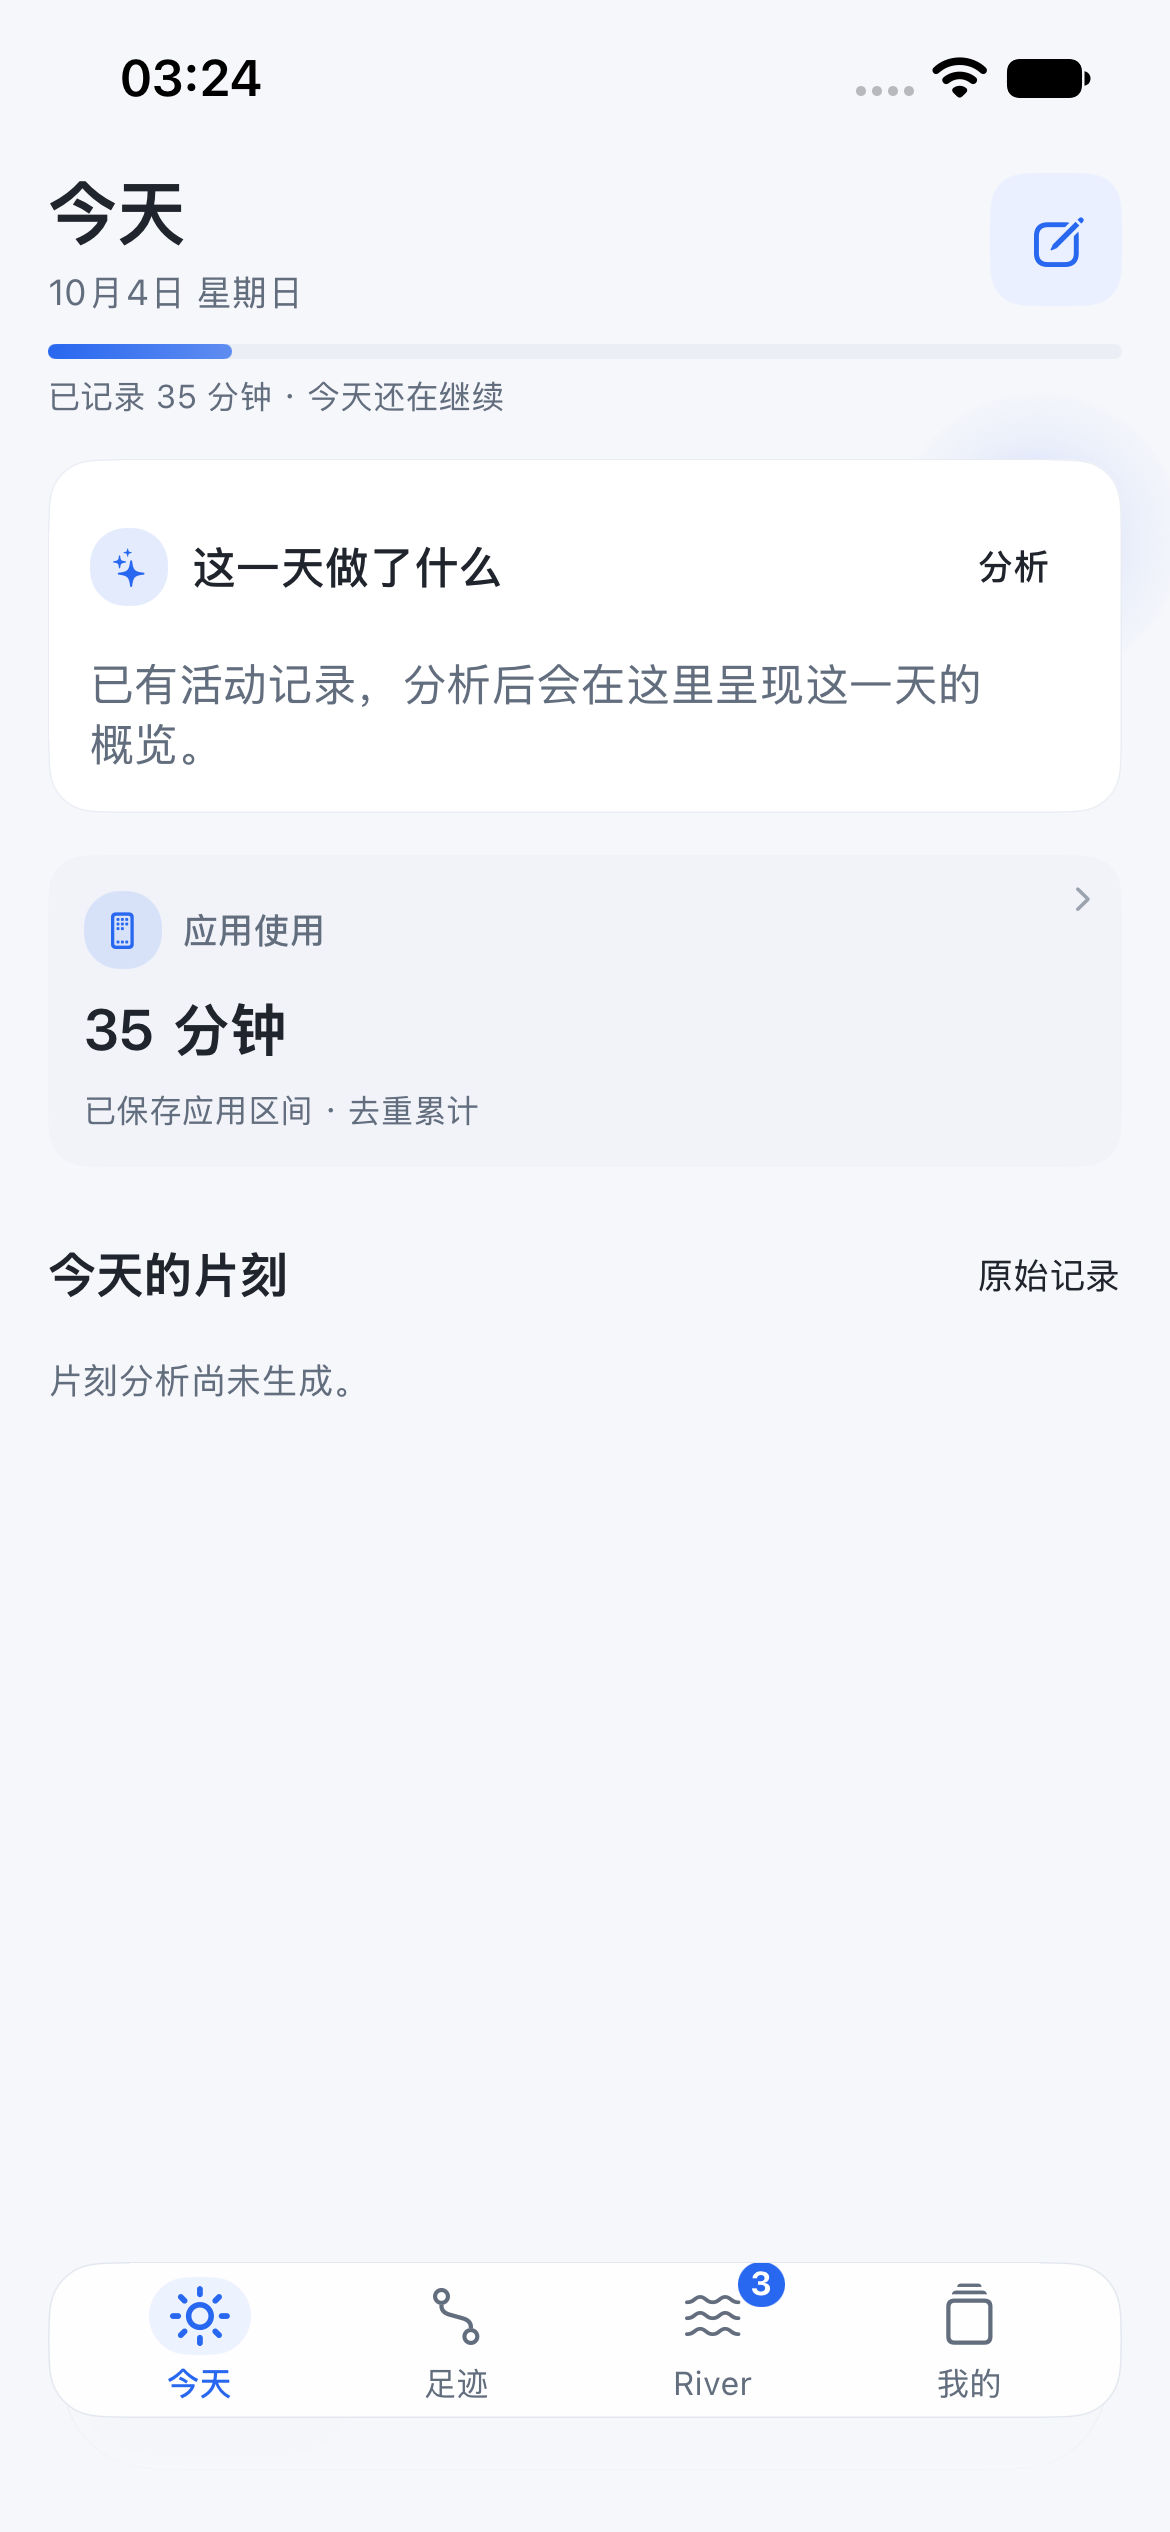 03:24
今天
10月4日 星期日
已记录 35 分钟 · 今天还在继续
这一天做了什么
分析
已有活动记录，分析后会在这里呈现这一天的
概览。
应用使用
35 分钟
已保存应用区间 · 去重累计
今天的片刻
原始记录
片刻分析尚未生成。
3
今天
足迹
River
我的